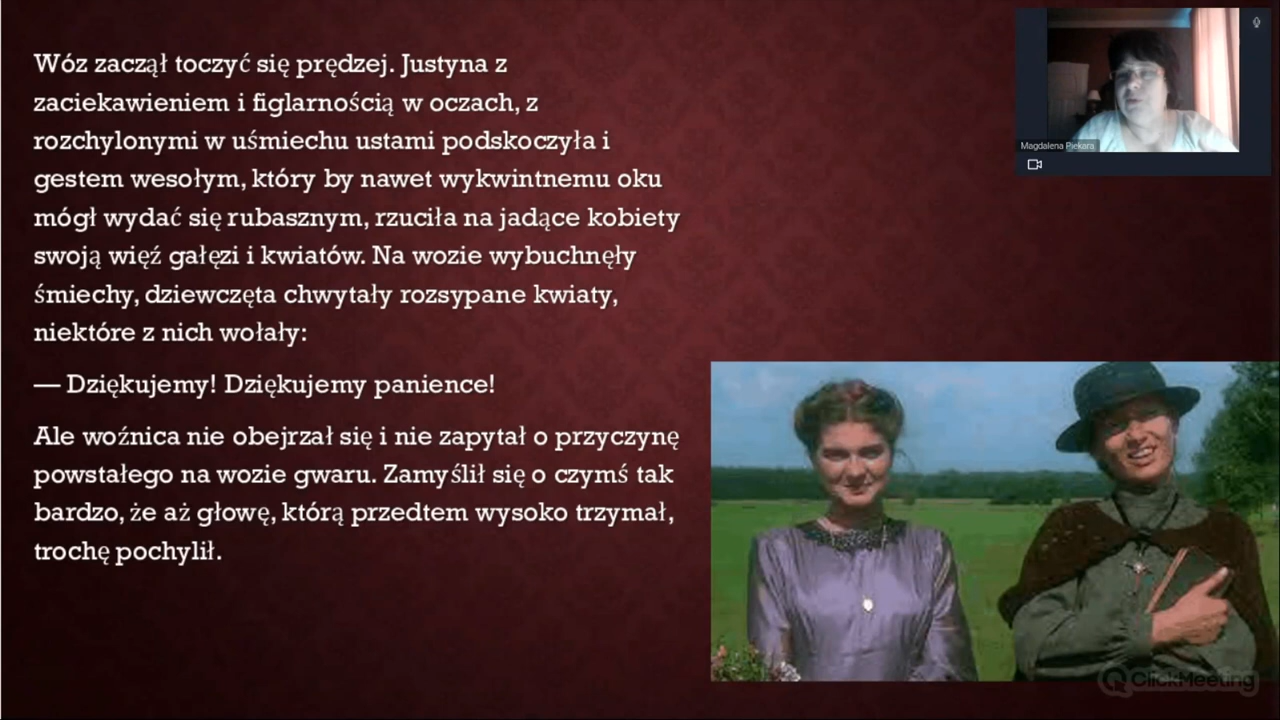 Wóz zaczął toczyć się prędzej. Justyna z
zaciekawieniem i figlarnością w oczach, z
rozchylonymi w uśmiechu ustami podskoczyła i
gestem wesołym, który by nawet wykwintnemu oku
mógł wydać się rubasznym, rzuciła na jadące kobiety
swoją więź gałęzi i kwiatów. Na wozie wybuchnęły
śmiechy, dziewczęta chwytały rozsypane kwiaty,
niektóre z nich wołały:
— Dziękujemy! Dziękujemy panience!
Ale woźnica nie obejrzał się i nie zapytał o przyczynę
powstałego na wozie gwaru. Zamyślił się o czymś tak
bardzo, że aż głowę, którą przedtem wysoko trzymał,
trochę pochylił.
Magdalena Piekara
ClickMeeting